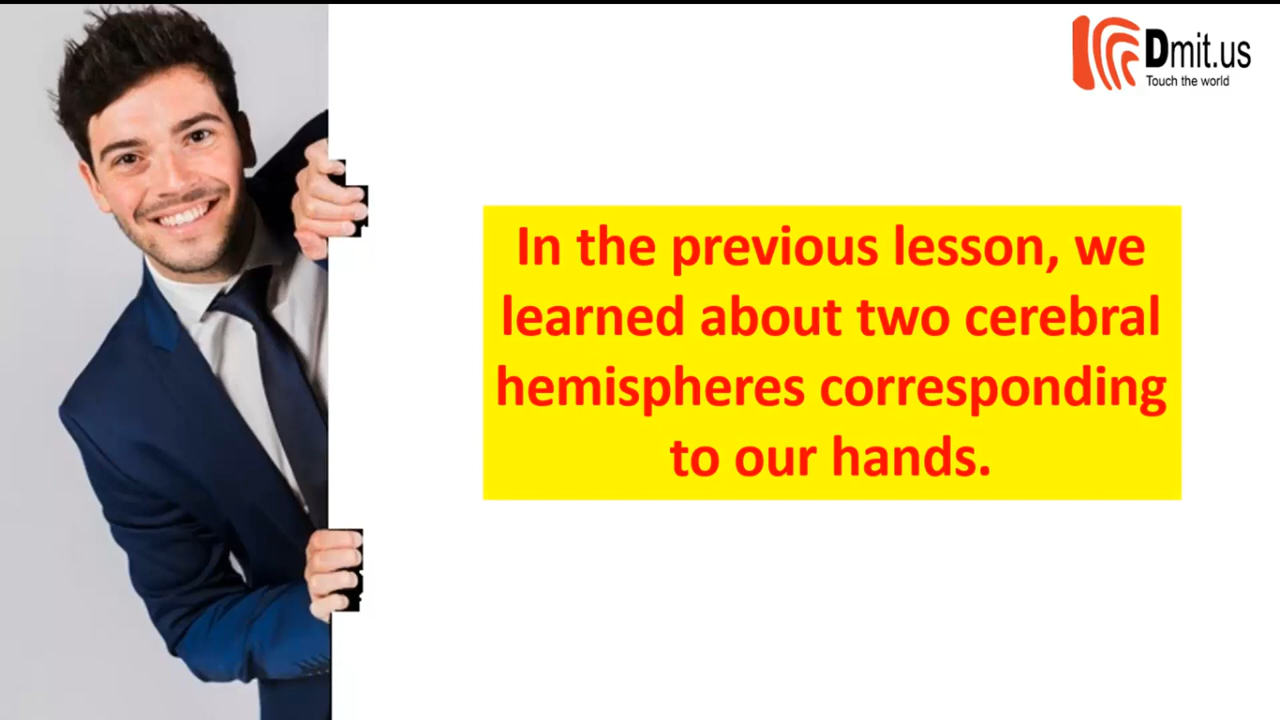 Dmit.us
Touch the world
In the previous lesson, we
learned about two cerebral
hemispheres corresponding
to our hands.